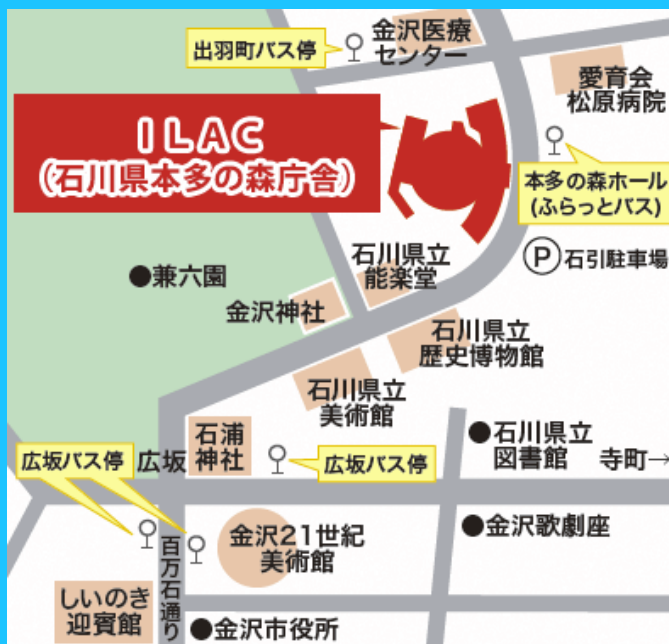 出羽町バス停
金沢医療
センター
愛育会
松原病院
ILAC
(石川県本多の森庁舎)
本多の森ホール
(ふらっとバス)
P 石引駐車場
石川県立
能楽堂
●兼六園
金沢神社
石川県立
歴史博物館
石川県立
美術館
石浦
神社
●石川県立
図書館
寺町→
広坂バス停
広坂
広坂バス停
百万石通り
金沢21世紀
美術館
●金沢歌劇座
しいのき
迎賓館
●金沢市役所